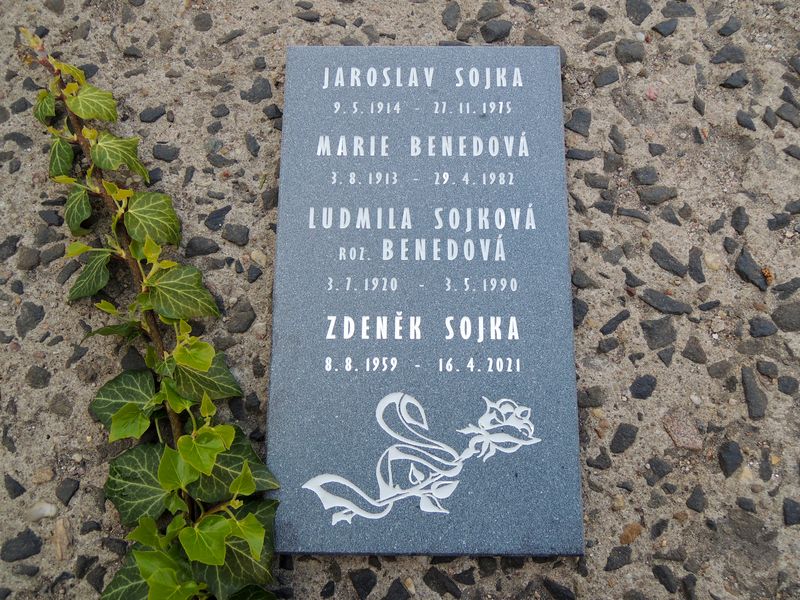 JAROSLAV SOJKA
9. 5. 1914 - 27. 11. 1975
MARIE BENEDOVÁ
3. 8. 1913 - 29. 4. 1982
LUDMILA SOJKOVÁ
ROZ. BENEDOVÁ
3. 7. 1920 - 3. 5. 1990
ZDENĚK SOJKA
8. 8. 1959 - 16. 4. 2021